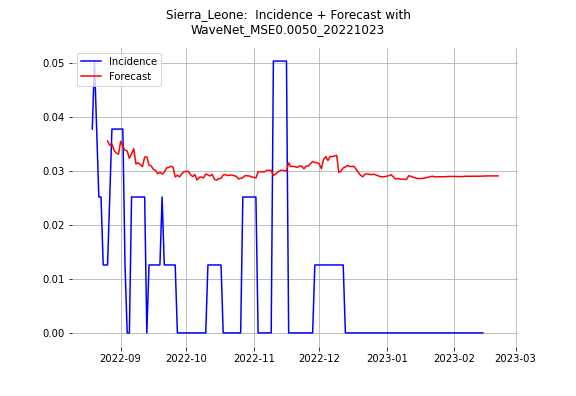 Sierra_Leone:  Incidence + Forecast with
WaveNet_MSE0.0050_20221023
Incidence
Forecast
0.05
0.04
0.03
0.02
0.01
0.00
2022-09 2022-10 2022-11 2022-12 2023-01 2023-02 2023-03